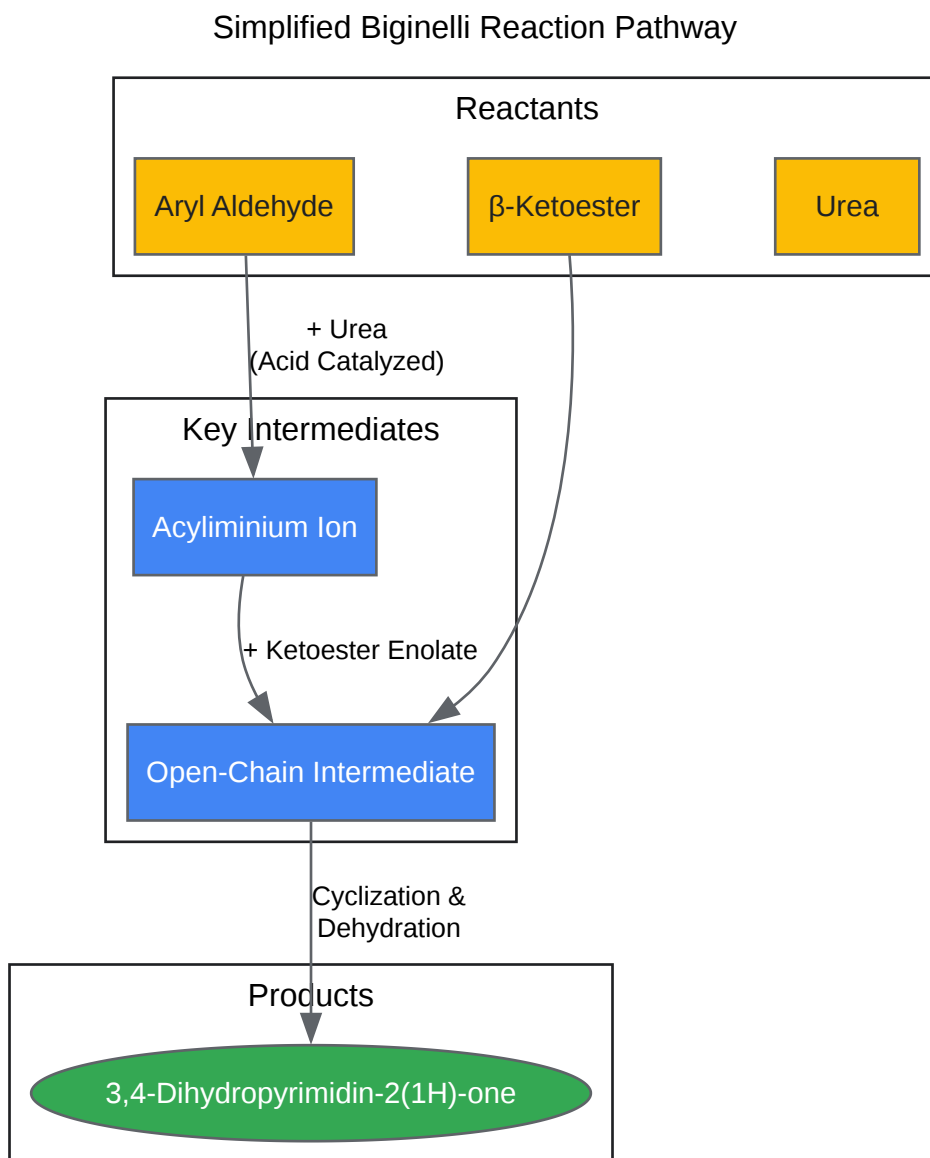 Simplified Biginelli Reaction Pathway
Reactants
Aryl Aldehyde
β-Ketoester
Urea
+ Urea
(Acid Catalyzed)
Key Intermediates
Acyliminium Ion
+ Ketoester Enolate
Open-Chain Intermediate
Cyclization &
Dehydration
Products
3,4-Dihydropyrimidin-2(1H)-one